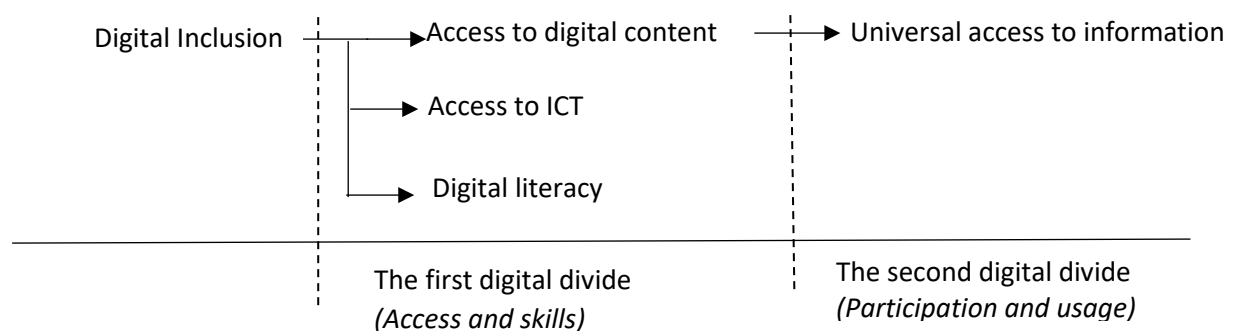 Digital Inclusion
Access to digital content
Universal access to information
Access to ICT
Digital literacy
The first digital divide
(Access and skills)
The second digital divide
(Participation and usage)